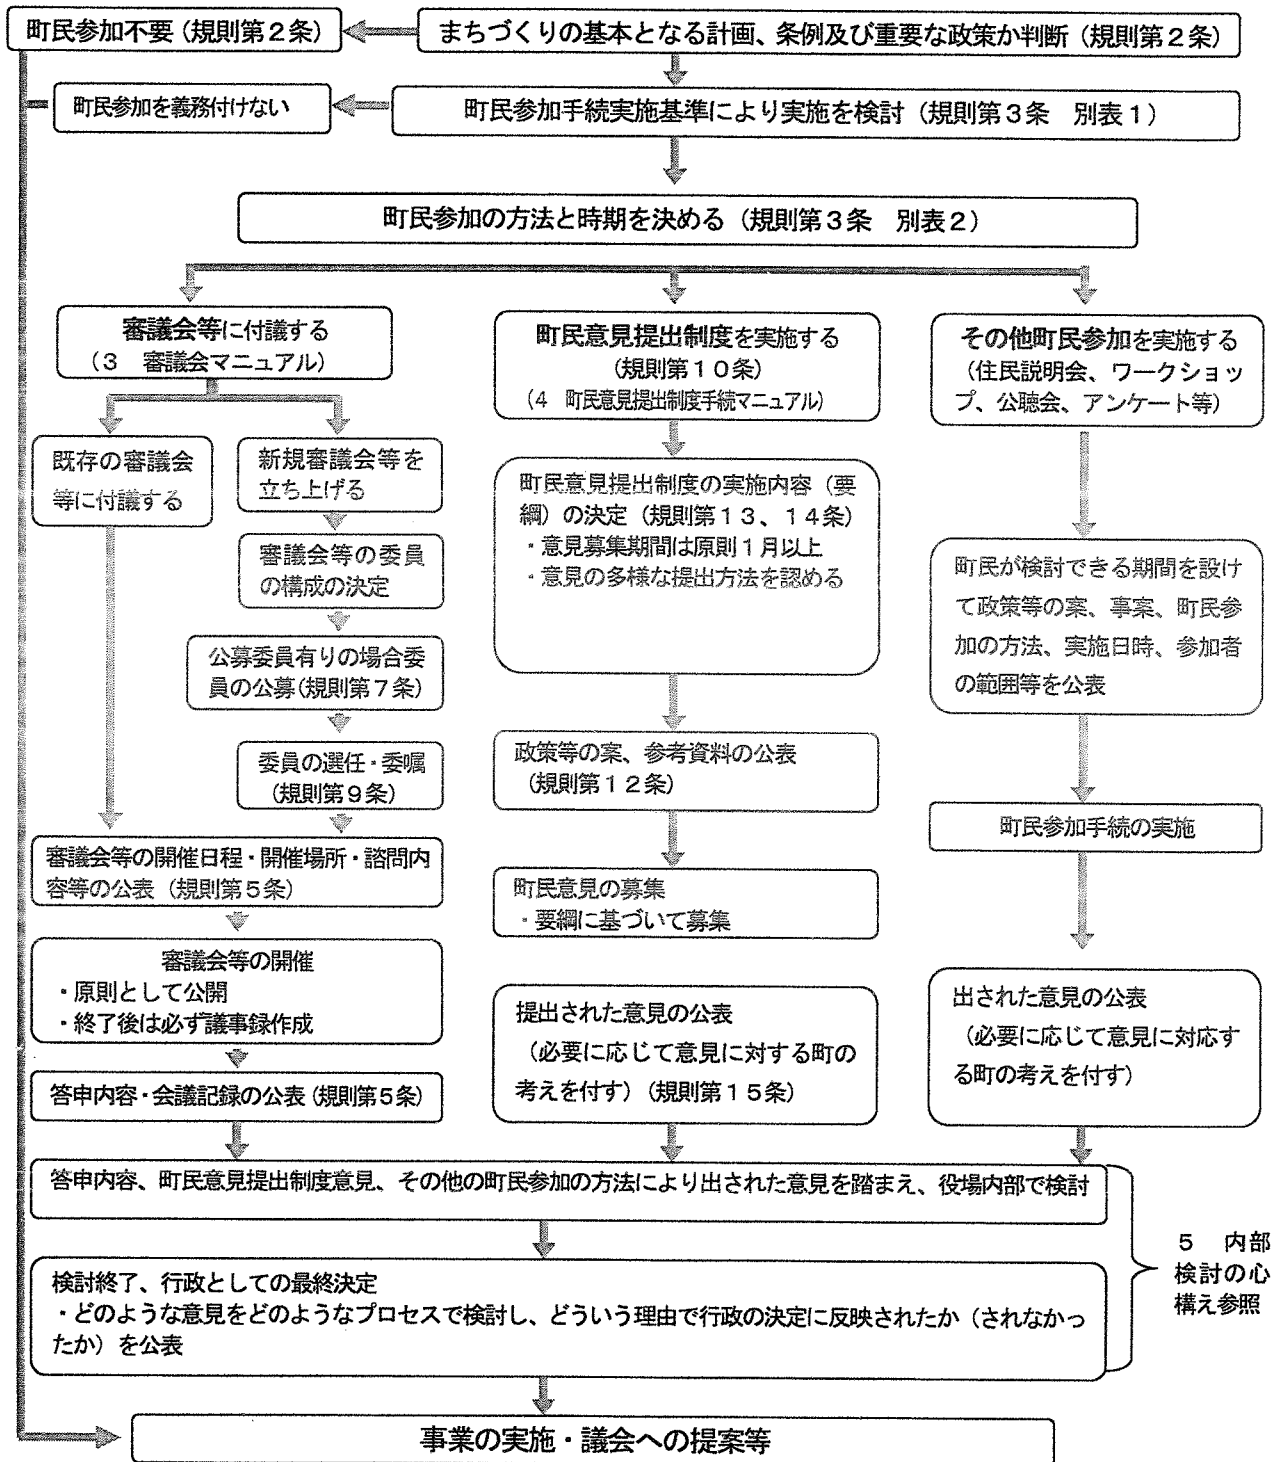 町民参加不要（規則第２条）
まちづくりの基本となる計画、条例及び重要な政策か判断（規則第２条）
町民参加を義務付けない
町民参加手続実施基準により実施を検討（規則第３条　別表１）
町民参加の方法と時期を決める（規則第３条　別表２）
審議会等に付議する
（３　審議会マニュアル）
既存の審議会
等に付議する
新規審議会等を
立ち上げる
審議会等の委員
の構成の決定
公募委員有りの場合委
員の公募（規則第７条）
委員の選任・委嘱
（規則第９条）
審議会等の開催日程・開催場所・諮問内
容等の公表（規則第５条）
審議会等の開催
・原則として公開
・終了後は必ず議事録作成
答申内容・会議記録の公表（規則第５条）
町民意見提出制度を実施する
（規則第１０条）
（４　町民意見提出制度手続マニュアル）
町民意見提出制度の実施内容（要
綱）の決定（規則第１３、１４条）
・意見募集期間は原則１月以上
・意見の多様な提出方法を認める
政策等の案、参考資料の公表
（規則第１２条）
町民意見の募集
・要綱に基づいて募集
提出された意見の公表
（必要に応じて意見に対する町の
考えを付す）（規則第１５条）
その他町民参加を実施する
（住民説明会、ワークショッ
プ、公聴会、アンケート等）
町民が検討できる期間を設け
て政策等の案、事案、町民参
加の方法、実施日時、参加者
の範囲等を公表
町民参加手続の実施
出された意見の公表
（必要に応じて意見に対応す
る町の考えを付す）
答申内容、町民意見提出制度意見、その他の町民参加の方法により出された意見を踏まえ、役場内部で検討
検討終了、行政としての最終決定
・どのような意見をどのようなプロセスで検討し、どういう理由で行政の決定に反映されたか（されなかっ
たか）を公表
５　内部
検討の心
構え参照
事業の実施・議会への提案等